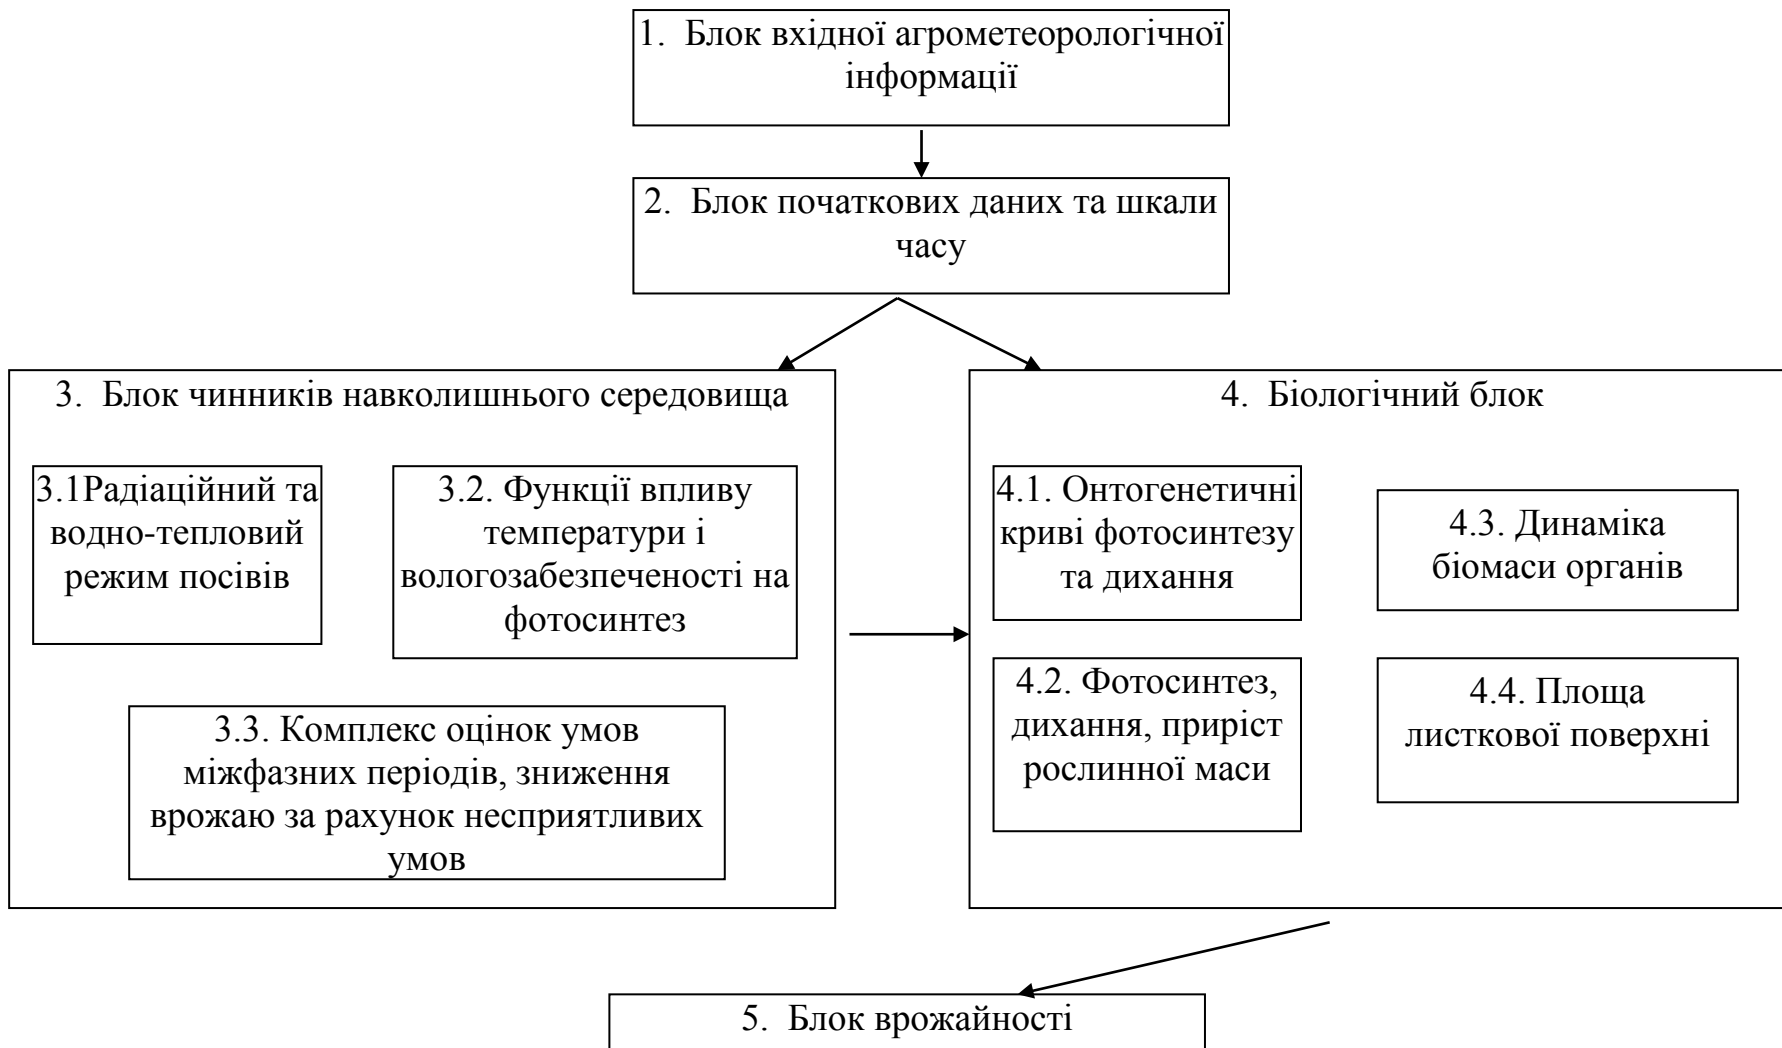 1. Блок вхідної агрометеорологічної
інформації
2. Блок початкових даних та шкали
часу
3. Блок чинників навколишнього середовища
3.1Радіаційний та
водно-тепловий
режим посівів
3.2. Функції впливу
температури і
вологозабезпеченості на
фотосинтез
3.3. Комплекс оцінок умов
міжфазних періодів, зниження
врожаю за рахунок несприятливих
умов
4. Біологічний блок
4.1. Онтогенетичні
криві фотосинтезу
та дихання
4.3. Динаміка
біомаси органів
4.2. Фотосинтез,
дихання, приріст
рослинної маси
4.4. Площа
листкової поверхні
5. Блок врожайності